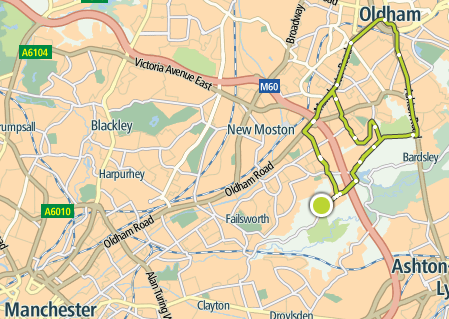 Oldham
Broadway
A6104
Victoria Avenue East
M60
New Moston
Blackley
Harpurhey
Bardsley
Oldham Road
A6010
Failsworth
Oldham Road
Alan Turing
Ashton-
Manchester
Clayton
Droylsden